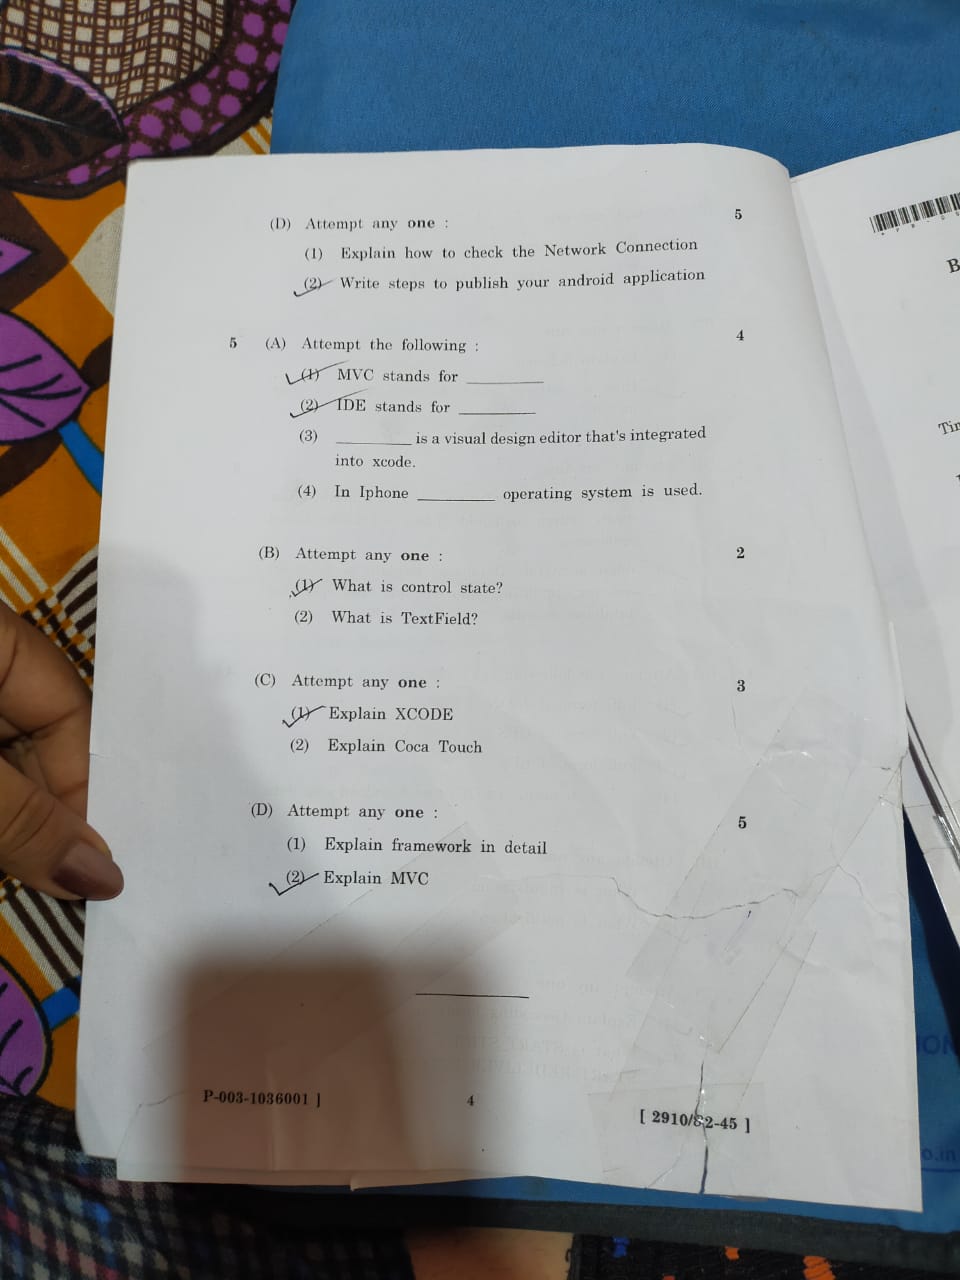 (D) Attempt any one : 5
(1) Explain how to check the Network Connection
(2) Write steps to publish your android application
5 (A) Attempt the following : 4
(1) MVC stands for ________
(2) IDE stands for ________
(3) ________ is a visual design editor that's integrated
into xcode.
(4) In Iphone ________ operating system is used.
(B) Attempt any one : 2
(1) What is control state?
(2) What is TextField?
(C) Attempt any one : 3
(1) Explain XCODE
(2) Explain Coca Touch
(D) Attempt any one : 5
(1) Explain framework in detail
(2) Explain MVC
P-003-1036001 ] 4 [ 2910/82-45 ]
B
Tin
o.in